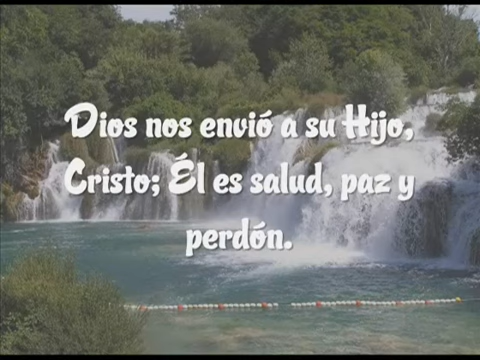 Dios nos envió a su Hijo,
Cristo; Él es salud, paz y
perdón.